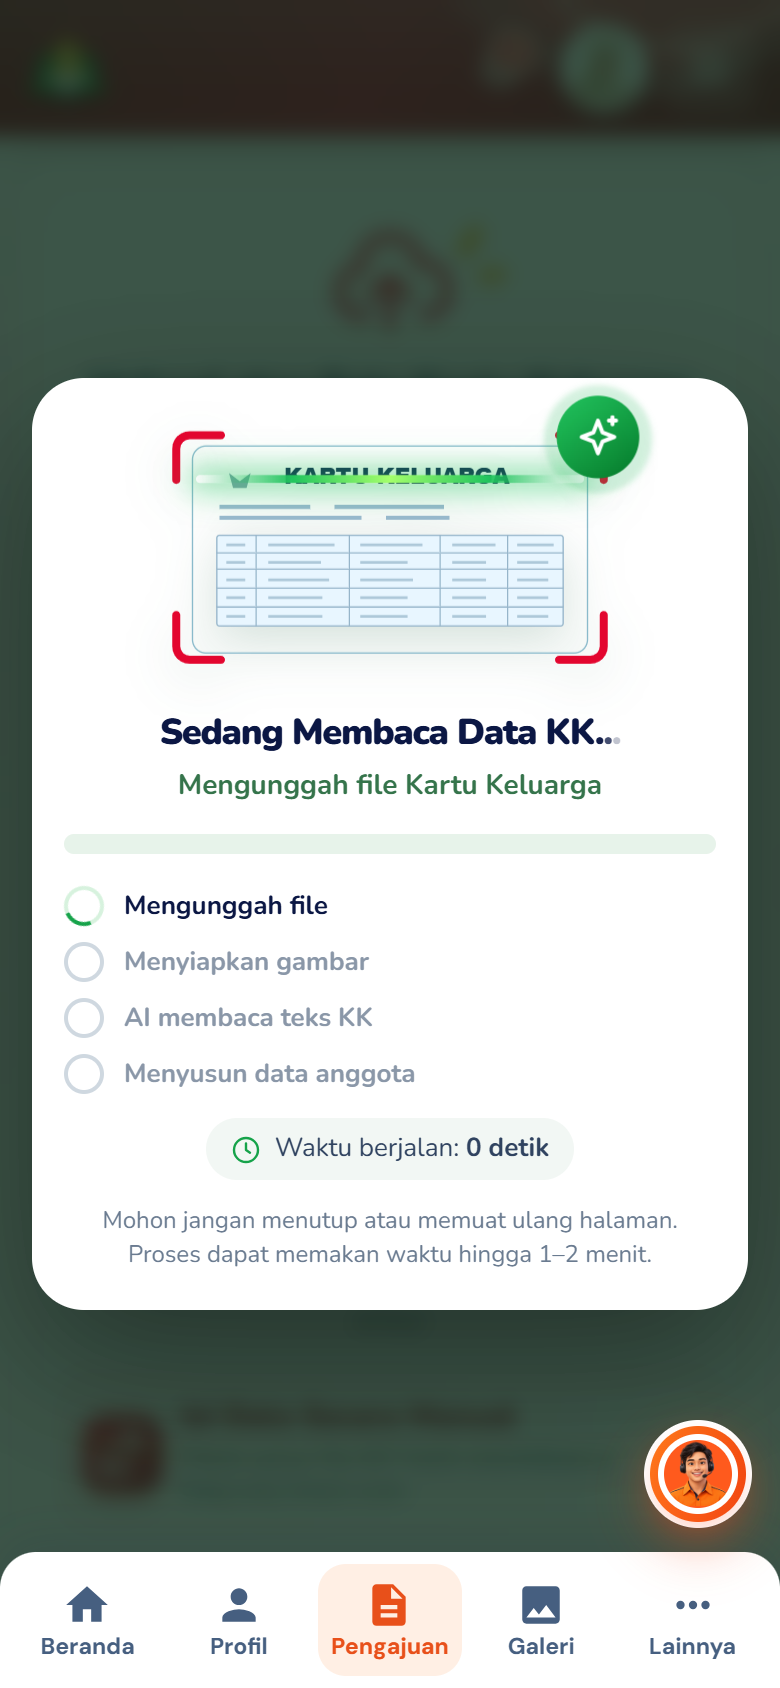 KARTU KELUARGA
Sedang Membaca Data KK...
Mengunggah file Kartu Keluarga
Mengunggah file
Menyiapkan gambar
AI membaca teks KK
Menyusun data anggota
Waktu berjalan: 0 detik
Mohon jangan menutup atau memuat ulang halaman.
Proses dapat memakan waktu hingga 1–2 menit.
Beranda
Profil
Pengajuan
Galeri
Lainnya